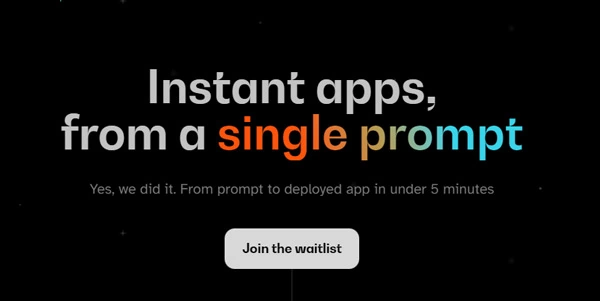 Instant apps,
from a single prompt
Yes, we did it. From prompt to deployed app in under 5 minutes
Join the waitlist